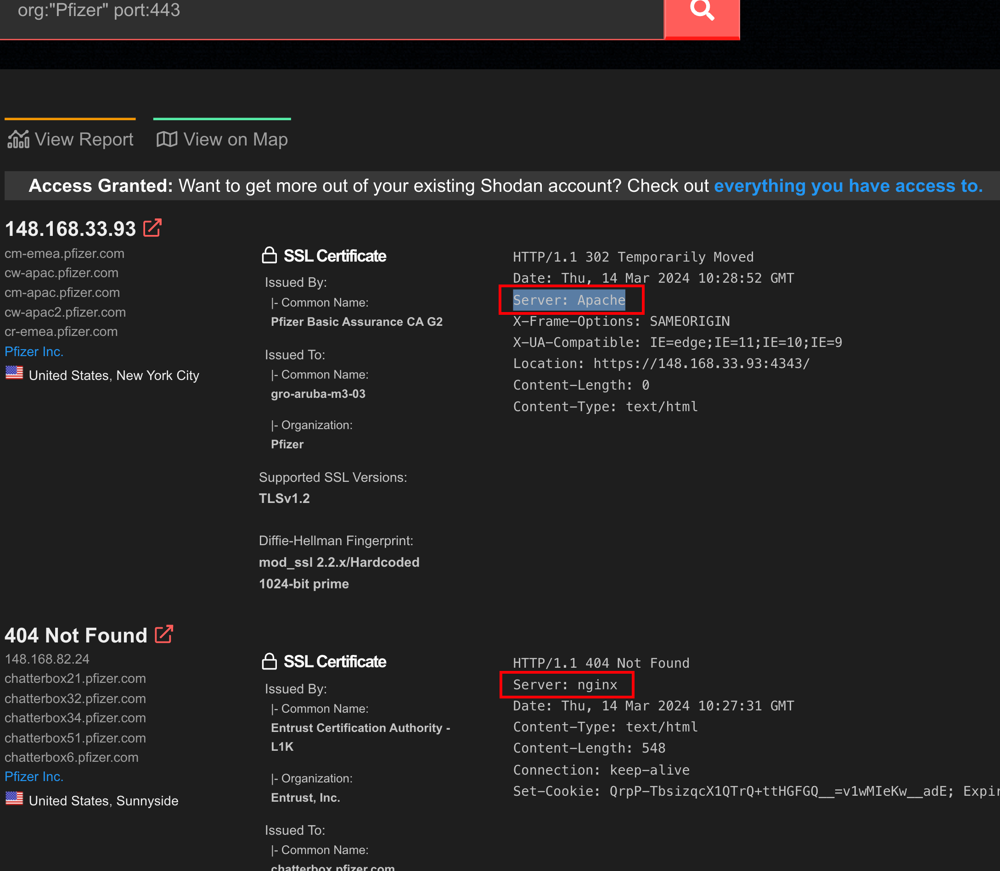 org:"Pfizer" port:443
View Report
View on Map
Access Granted: Want to get more out of your existing Shodan account? Check out everything you have access to.
148.168.33.93
cm-emea.pfizer.com
cw-apac.pfizer.com
cm-apac.pfizer.com
cw-apac2.pfizer.com
cr-emea.pfizer.com
Pfizer Inc.
United States, New York City
SSL Certificate
Issued By:
|- Common Name:
Pfizer Basic Assurance CA G2
Issued To:
|- Common Name:
gro-aruba-m3-03
|- Organization:
Pfizer
Supported SSL Versions:
TLSv1.2
Diffie-Hellman Fingerprint:
mod_ssl 2.2.x/Hardcoded
1024-bit prime
HTTP/1.1 302 Temporarily Moved
Date: Thu, 14 Mar 2024 10:28:52 GMT
Server: Apache
X-Frame-Options: SAMEORIGIN
X-UA-Compatible: IE=edge;IE=11;IE=10;IE=9
Location: https://148.168.33.93:4343/
Content-Length: 0
Content-Type: text/html
404 Not Found
148.168.82.24
chatterbox21.pfizer.com
chatterbox32.pfizer.com
chatterbox34.pfizer.com
chatterbox51.pfizer.com
chatterbox6.pfizer.com
Pfizer Inc.
United States, Sunnyside
SSL Certificate
Issued By:
|- Common Name:
Entrust Certification Authority -
L1K
|- Organization:
Entrust, Inc.
Issued To:
|- Common Name:
chatterbox.pfizer.com
HTTP/1.1 404 Not Found
Server: nginx
Date: Thu, 14 Mar 2024 10:27:31 GMT
Content-Type: text/html
Content-Length: 548
Connection: keep-alive
Set-Cookie: QrpP-TbsizqcX1QTrQ+ttHGFGQ__=v1wMIeKw__adE; Expir